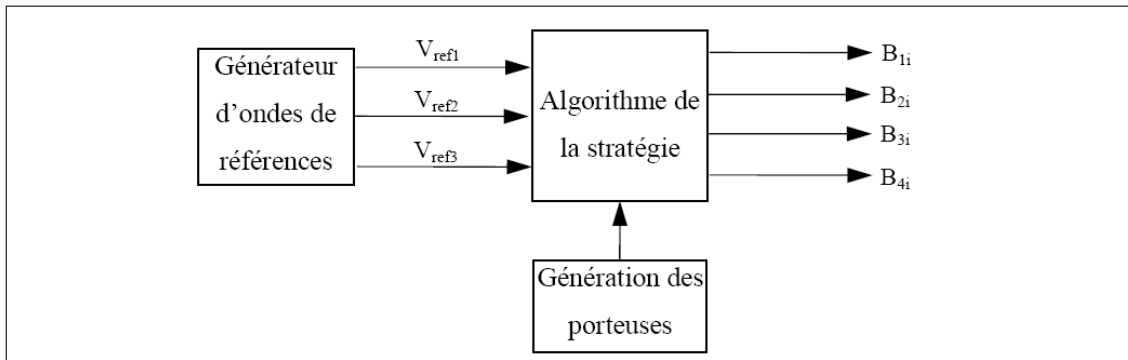 Générateur
d’ondes de
références
V_ref1
V_ref2
V_ref3
Algorithme de
la stratégie
B_1i
B_2i
B_3i
B_4i
Génération des
porteuses